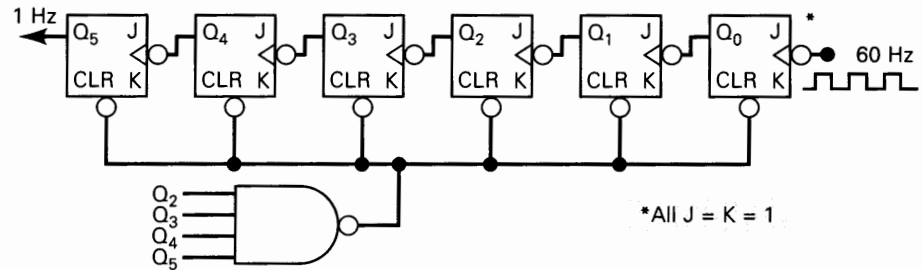 1 Hz
Q5 J
CLR K
Q4 J
CLR K
Q3 J
CLR K
Q2 J
CLR K
Q1 J
CLR K
Q0 J
CLR K
*
60 Hz
Q2
Q3
Q4
Q5
*All J = K = 1